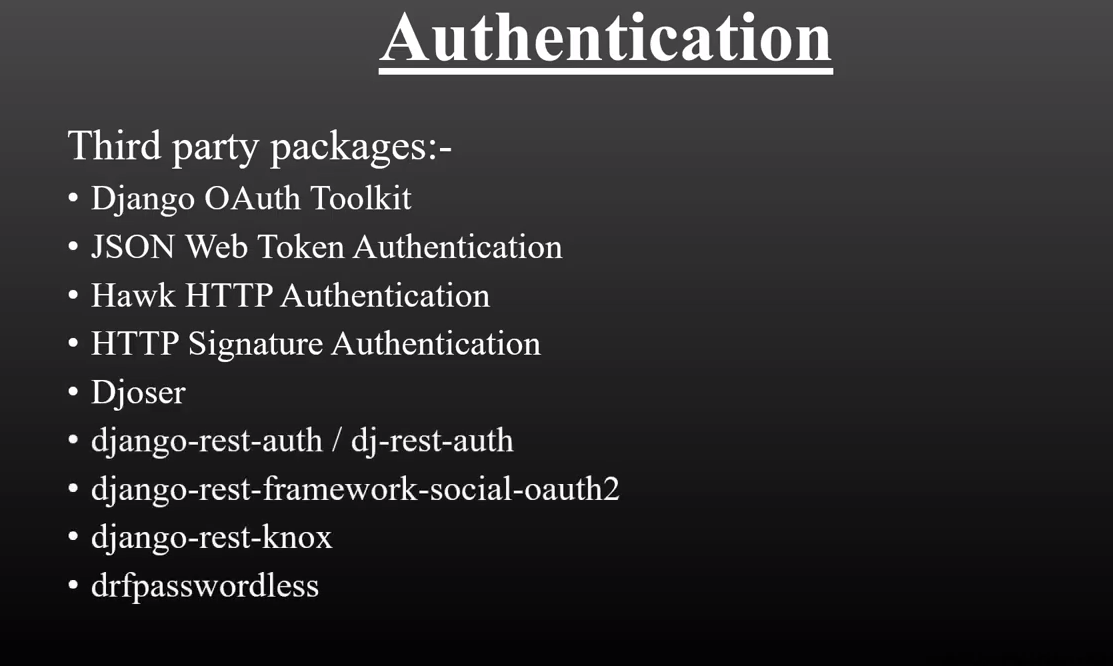 Authentication
Third party packages:-
• Django OAuth Toolkit
• JSON Web Token Authentication
• Hawk HTTP Authentication
• HTTP Signature Authentication
• Djoser
• django-rest-auth / dj-rest-auth
• django-rest-framework-social-oauth2
• django-rest-knox
• drfpasswordless